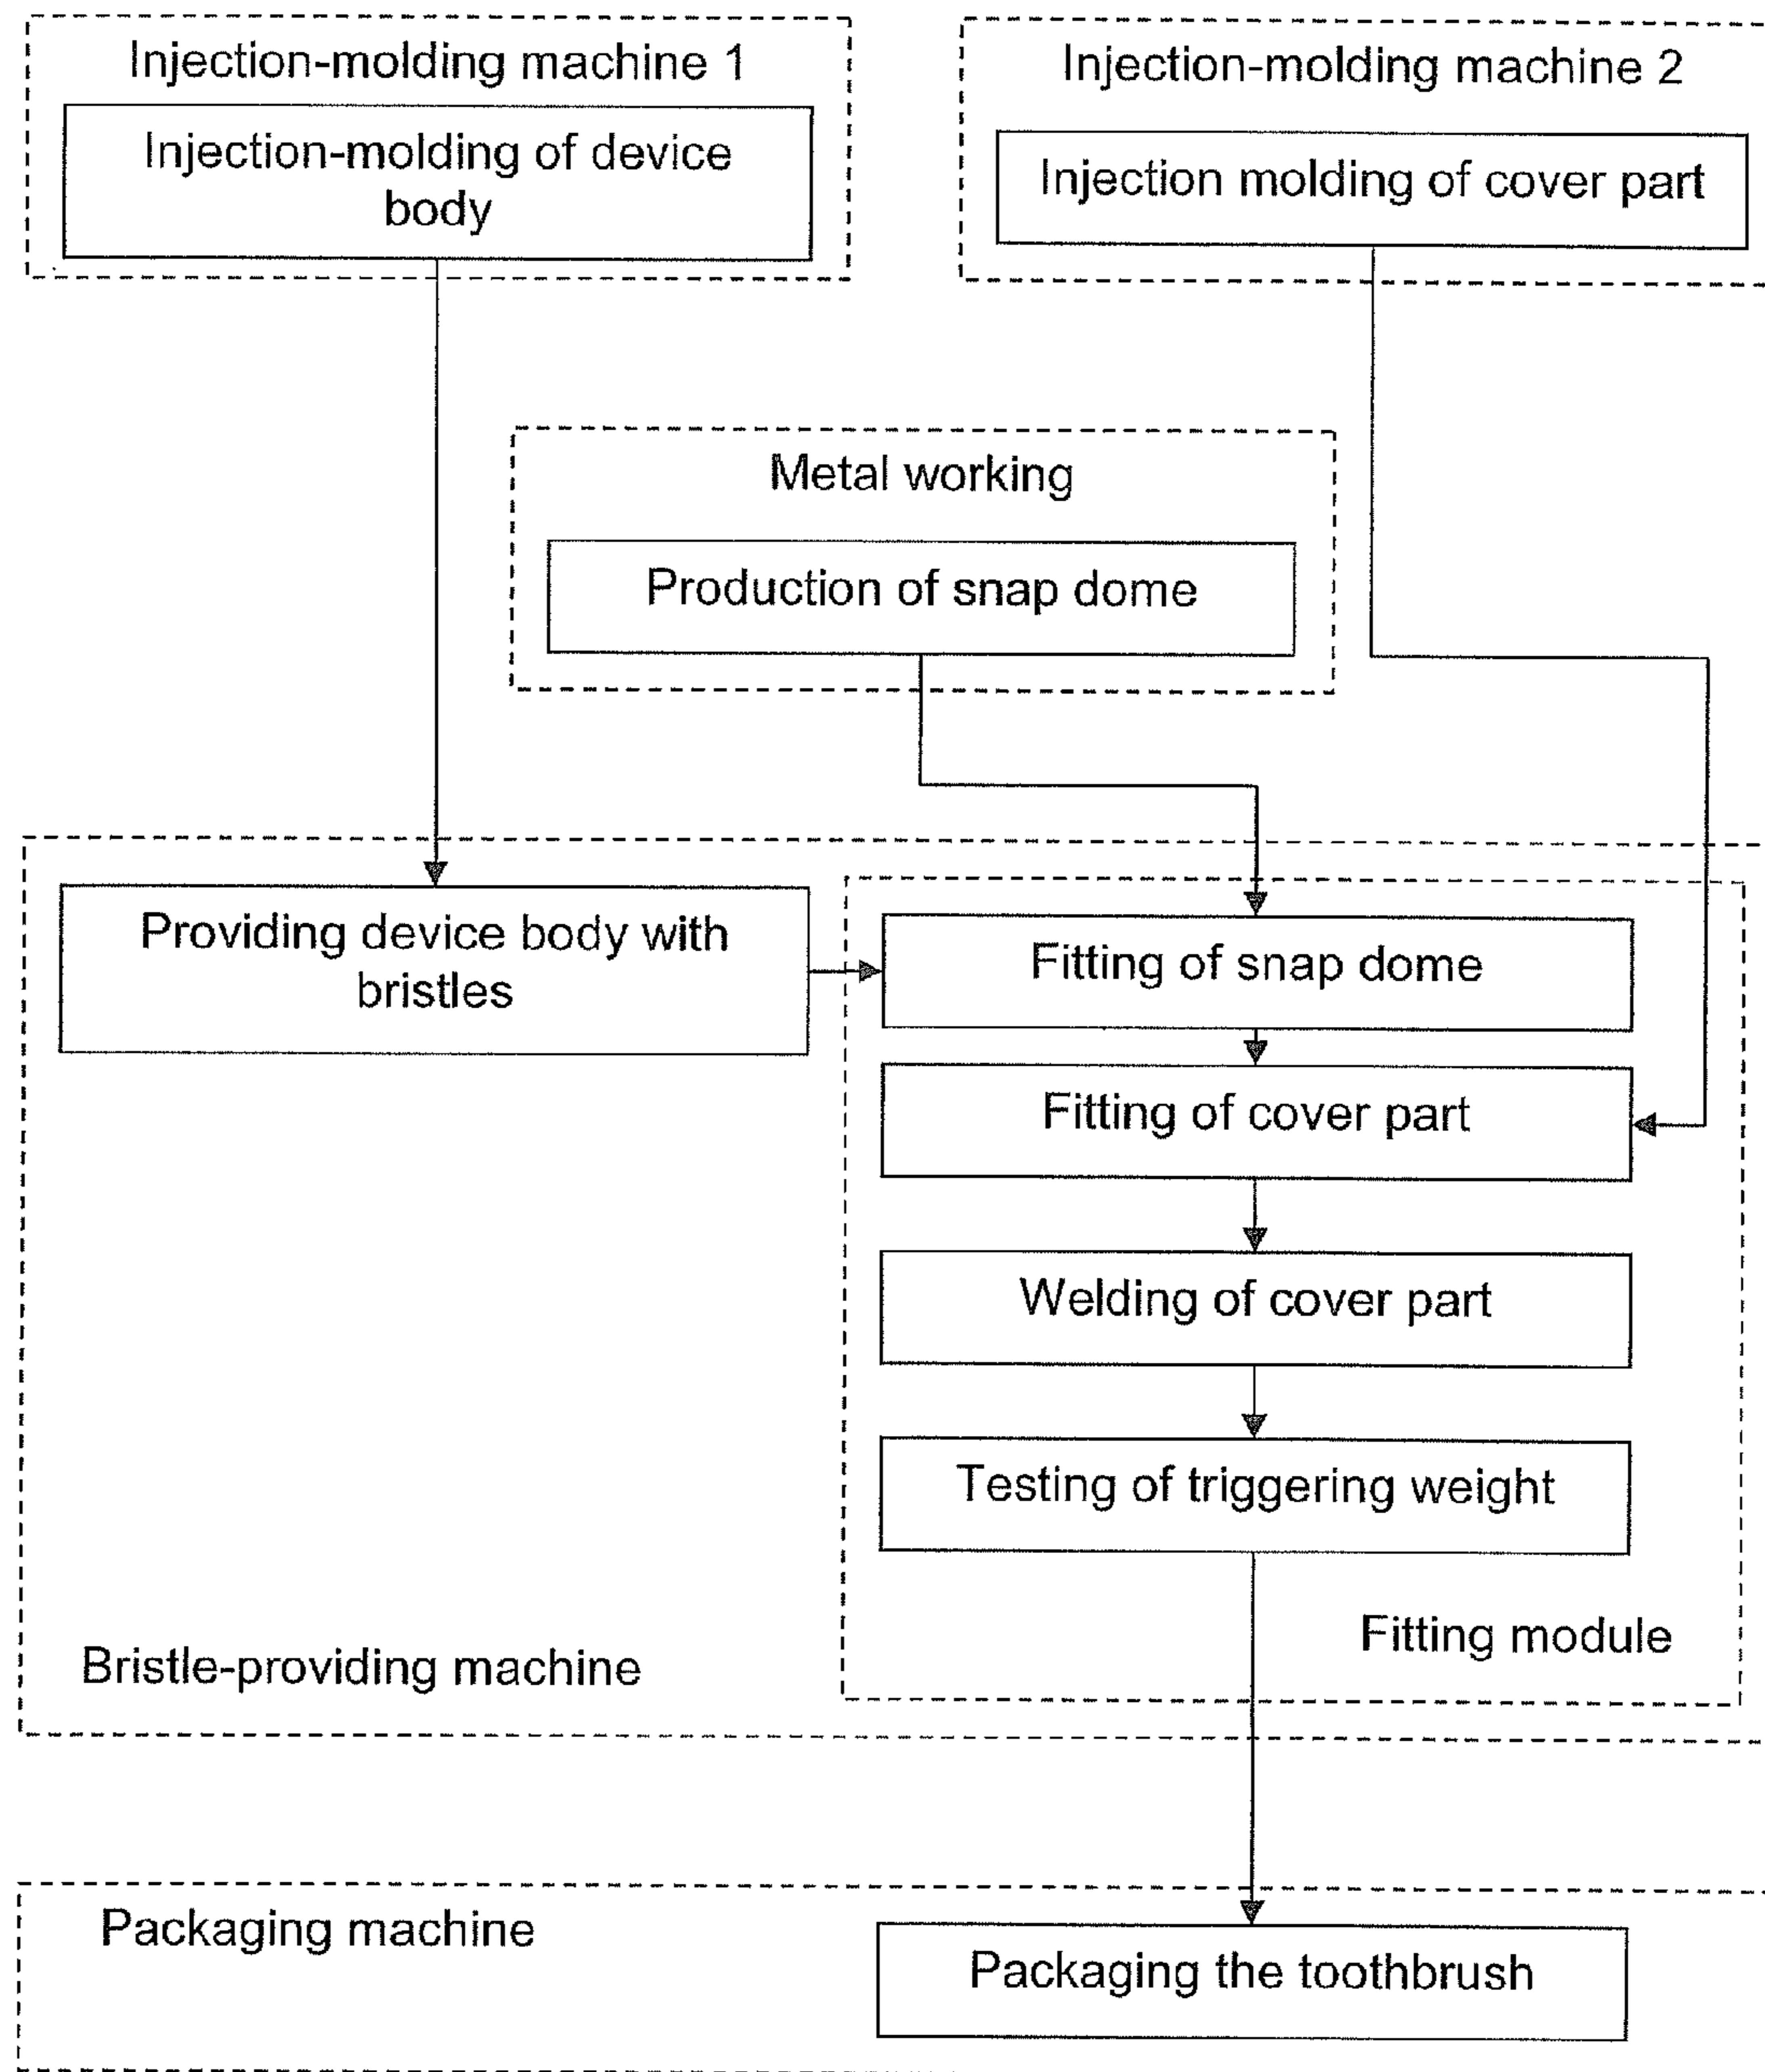 Injection-molding machine 1
Injection-molding of device
body
Injection-molding machine 2
Injection molding of cover part
Metal working
Production of snap dome
Providing device body with
bristles
Fitting of snap dome
Fitting of cover part
Welding of cover part
Testing of triggering weight
Fitting module
Bristle-providing machine
Packaging machine
Packaging the toothbrush